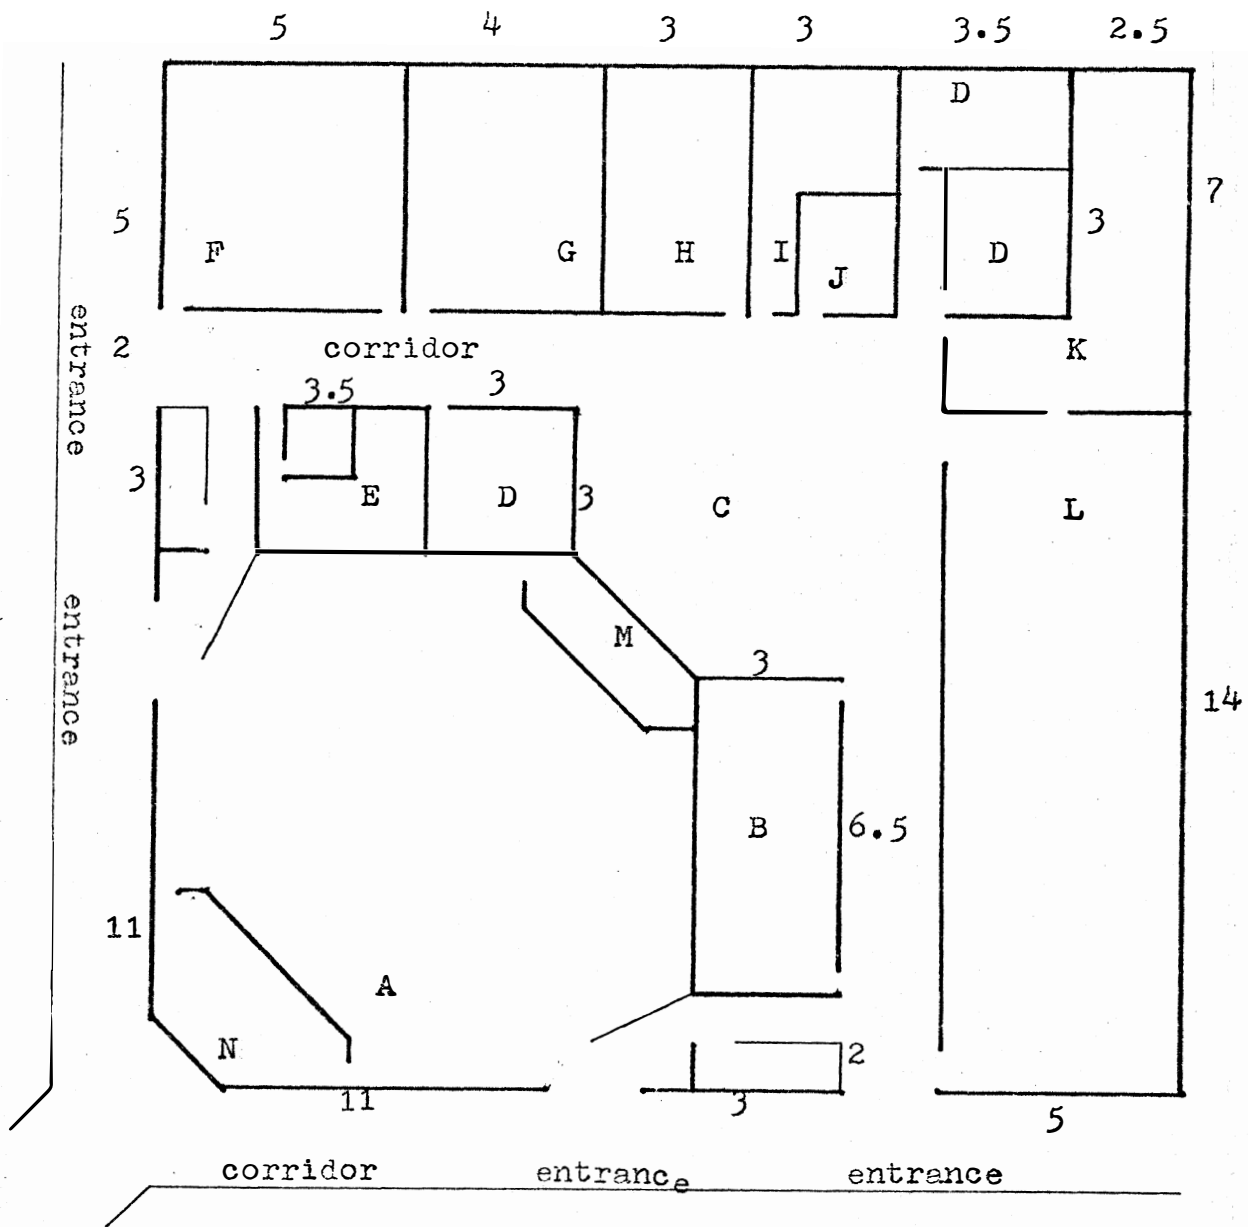 5 4 3 3 3.5 2.5
D
7
5 F G H I J D 3
entrance
2 corridor K
3.5 3
3 E D 3 C L
entrance
M
3
14
B 6.5
11
A
N 2
11 3
5
corridor entrance entrance